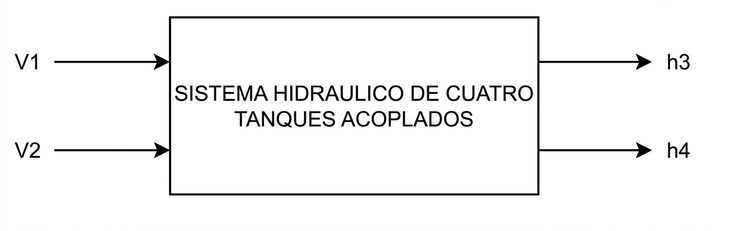 V1
h3
SISTEMA HIDRAULICO DE CUATRO
TANQUES ACOPLADOS
V2
h4